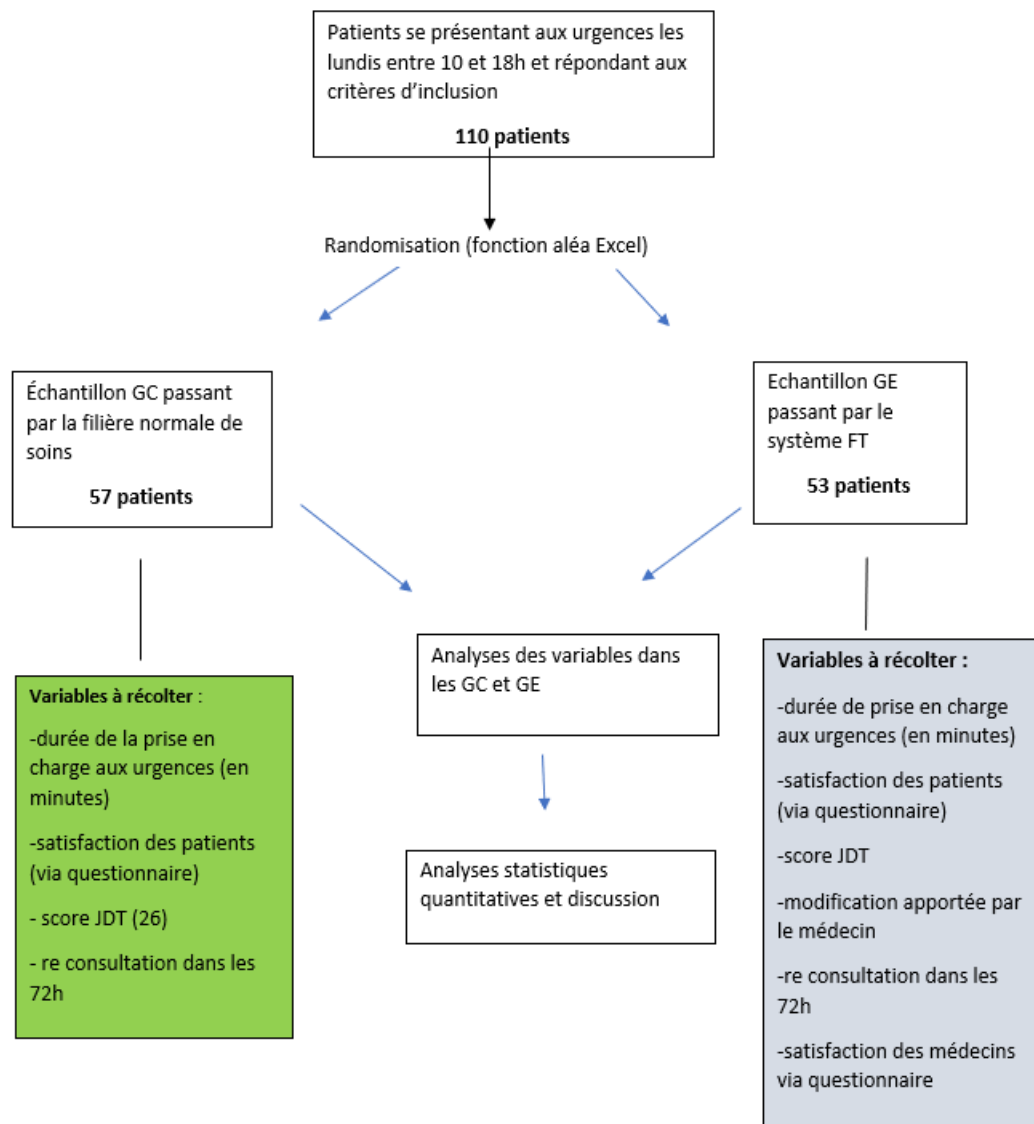 Patients se présentant aux urgences les
lundis entre 10 et 18h et répondant aux
critères d'inclusion
110 patients
Randomisation (fonction aléa Excel)
Échantillon GC passant
par la filière normale de
soins
57 patients
Echantillon GE
passant par le
système FT
53 patients
Analyses des variables dans
les GC et GE
Analyses statistiques
quantitatives et discussion
Variables à récolter :
-durée de la prise en
charge aux urgences (en
minutes)
-satisfaction des patients
(via questionnaire)
- score JDT (26)
- re consultation dans les
72h
Variables à récolter :
-durée de prise en charge
aux urgences (en minutes)
-satisfaction des patients
(via questionnaire)
-score JDT
-modification apportée par
le médecin
-re consultation dans les
72h
-satisfaction des médecins
via questionnaire